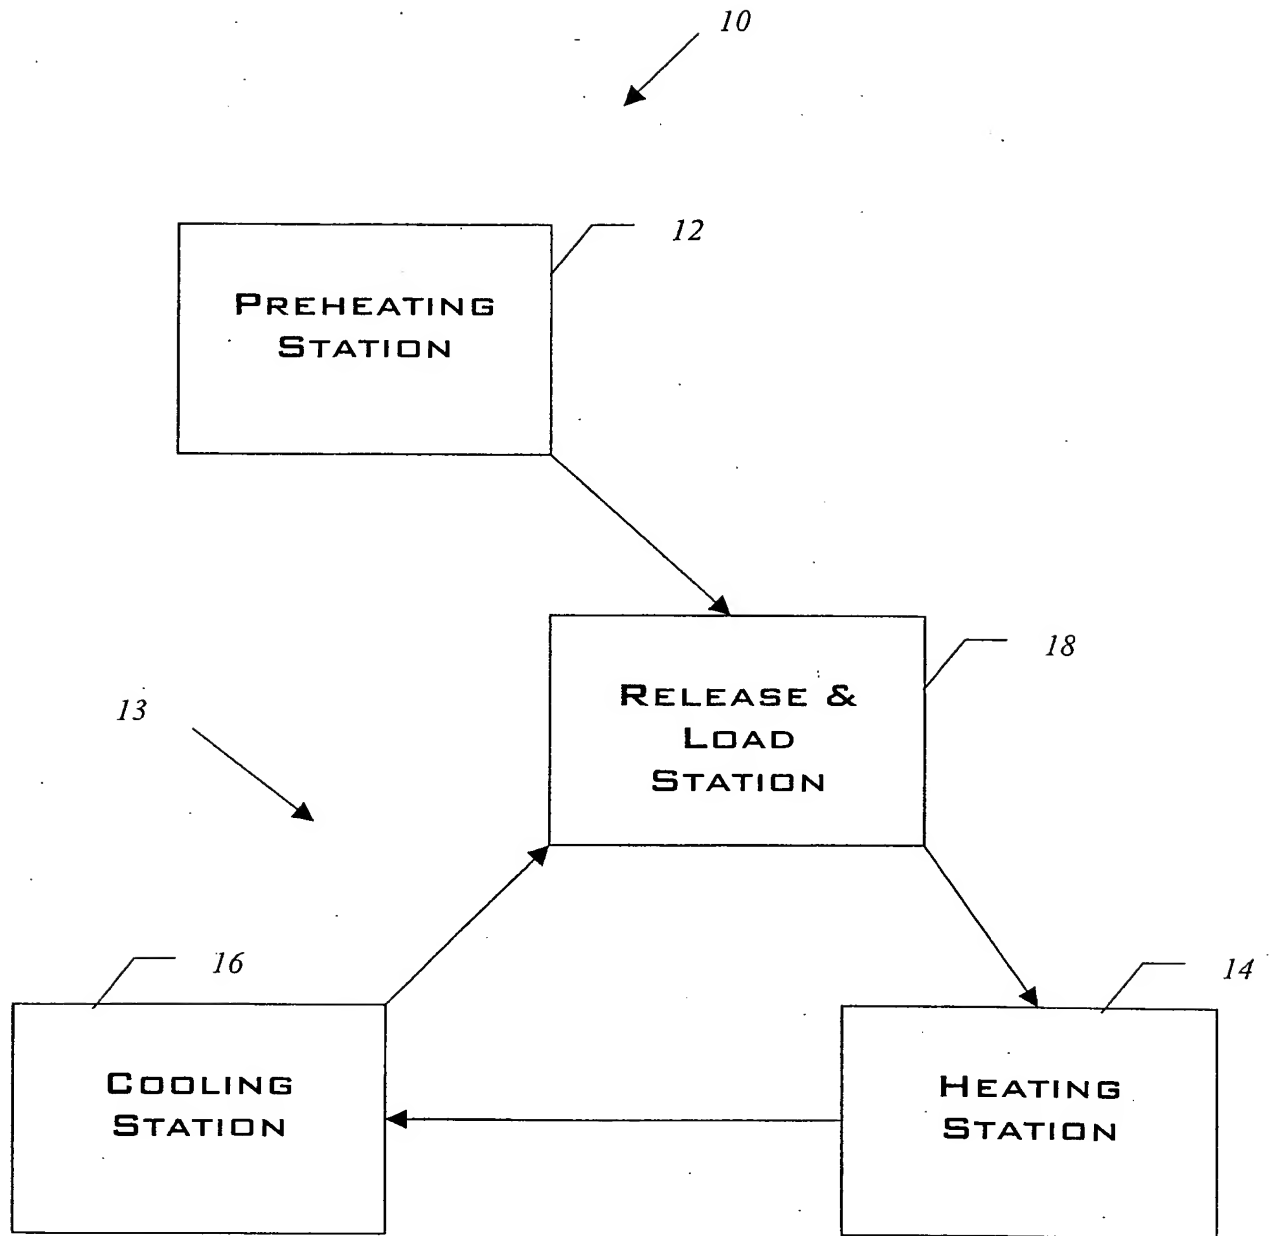 10
12
PREHEATING
STATION
18
RELEASE &
LOAD
STATION
13
16
14
COOLING
STATION
HEATING
STATION